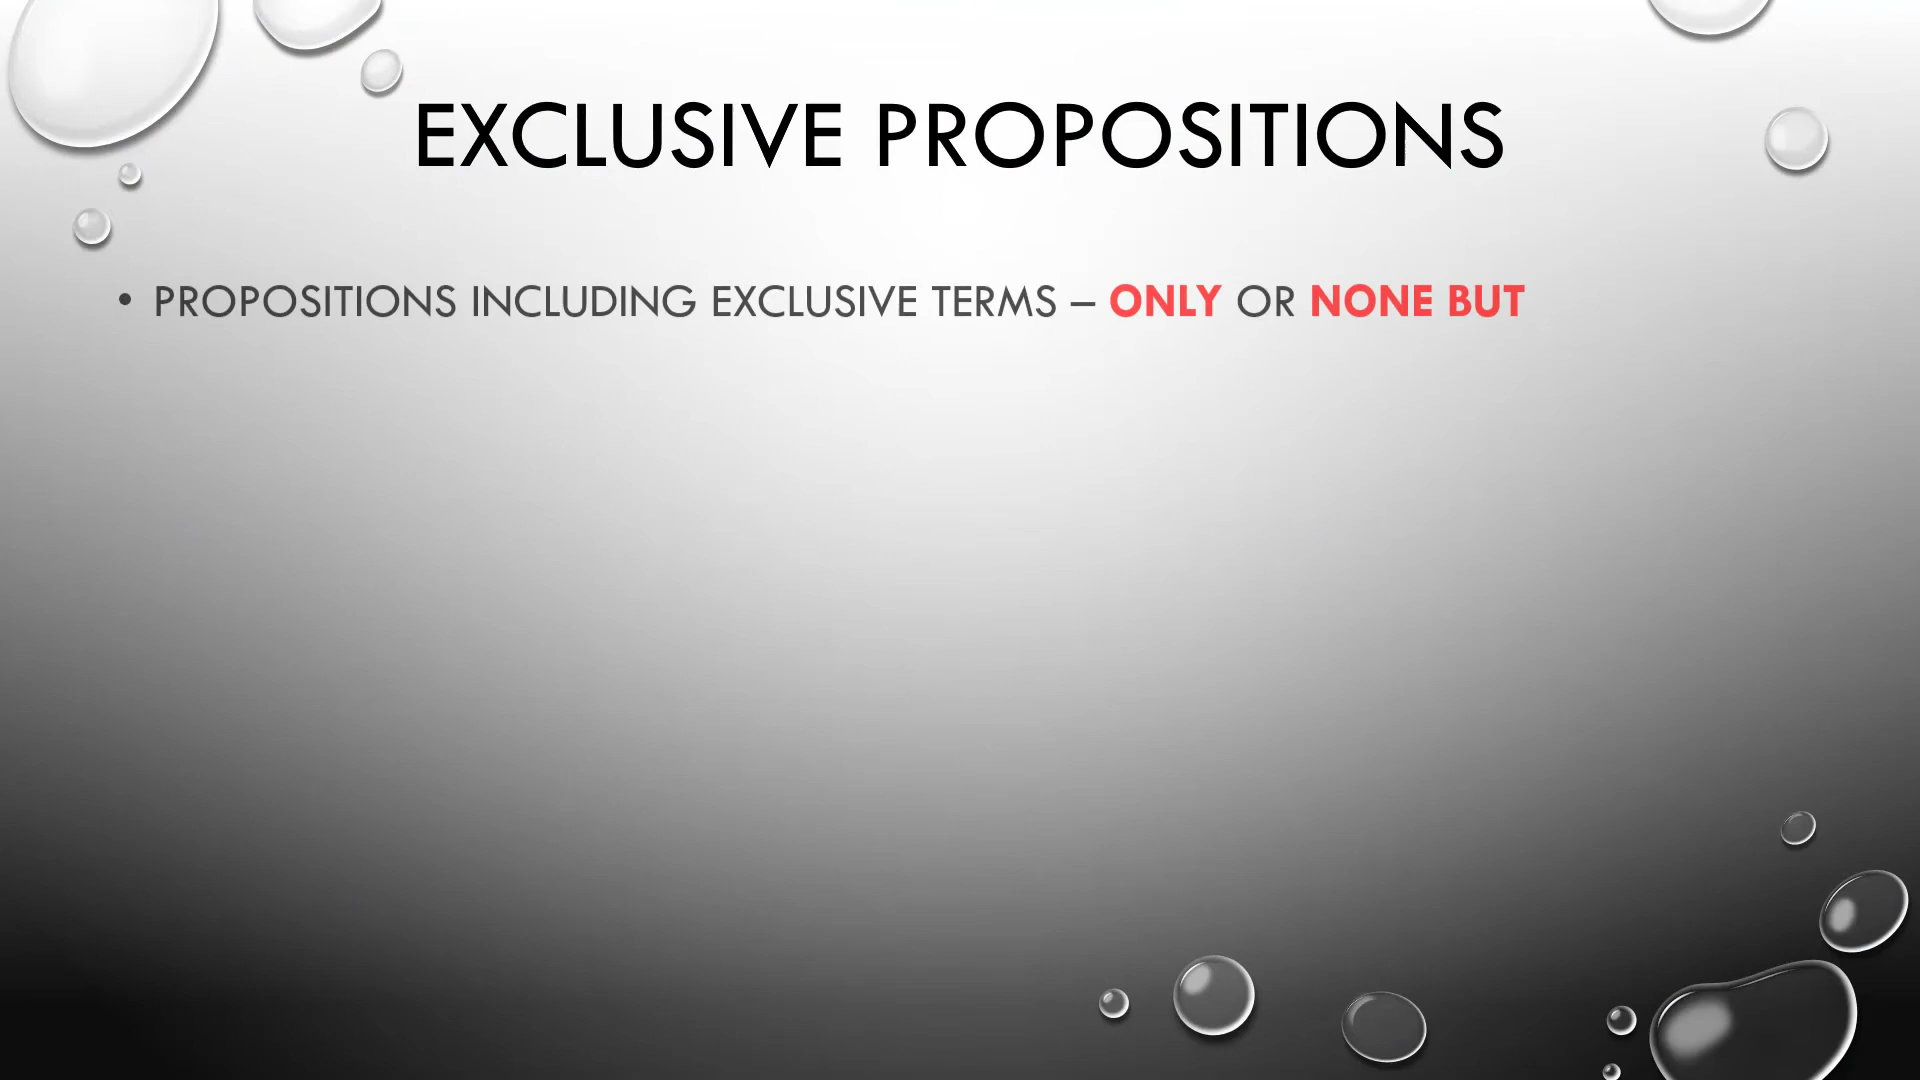 EXCLUSIVE PROPOSITIONS
• PROPOSITIONS INCLUDING EXCLUSIVE TERMS – ONLY OR NONE BUT